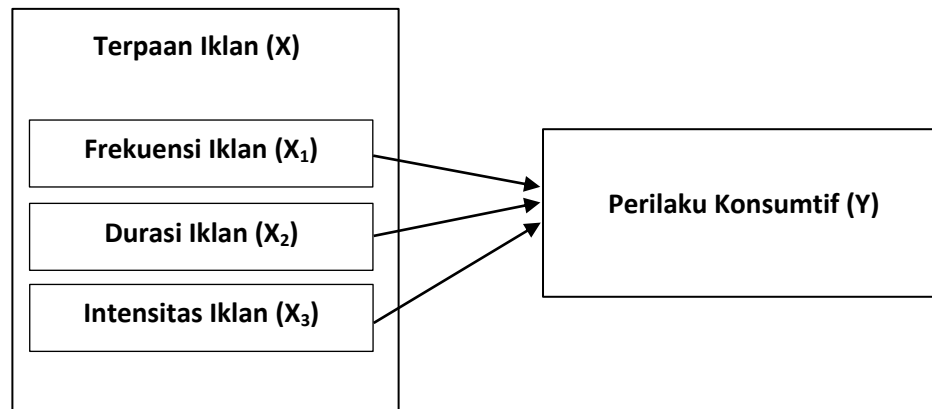 Terpaan Iklan (X)
Frekuensi Iklan (X₁)
Durasi Iklan (X₂)
Intensitas Iklan (X₃)
Perilaku Konsumtif (Y)